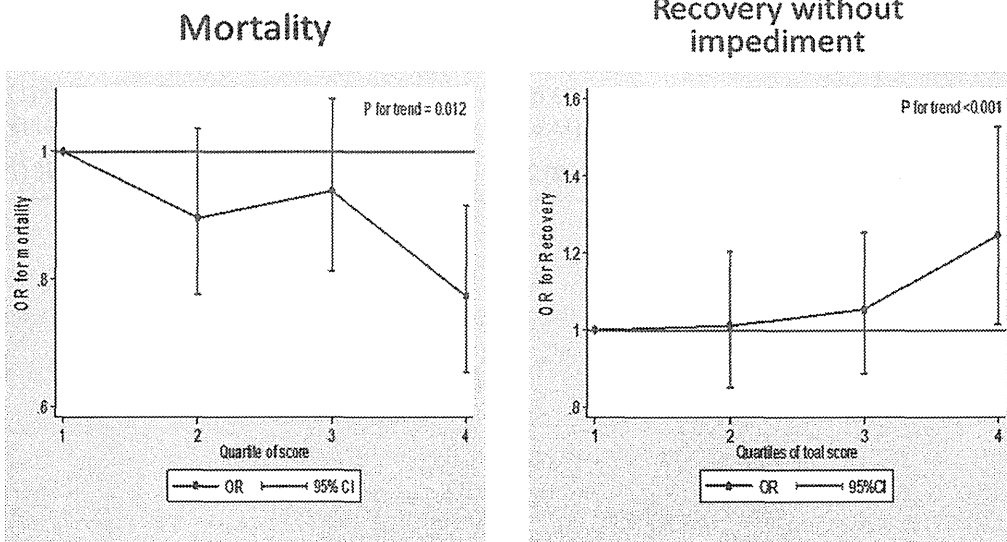 Mortality
P for trend = 0.012
OR for mortality
1
.8
.6
1 2 3 4
Quartile of score
OR 95% CI
Recovery without
impediment
P for trend <0.001
OR for Recovery
1.6
1.4
1.2
1
.8
1 2 3 4
Quartiles of toal score
OR 95%CI